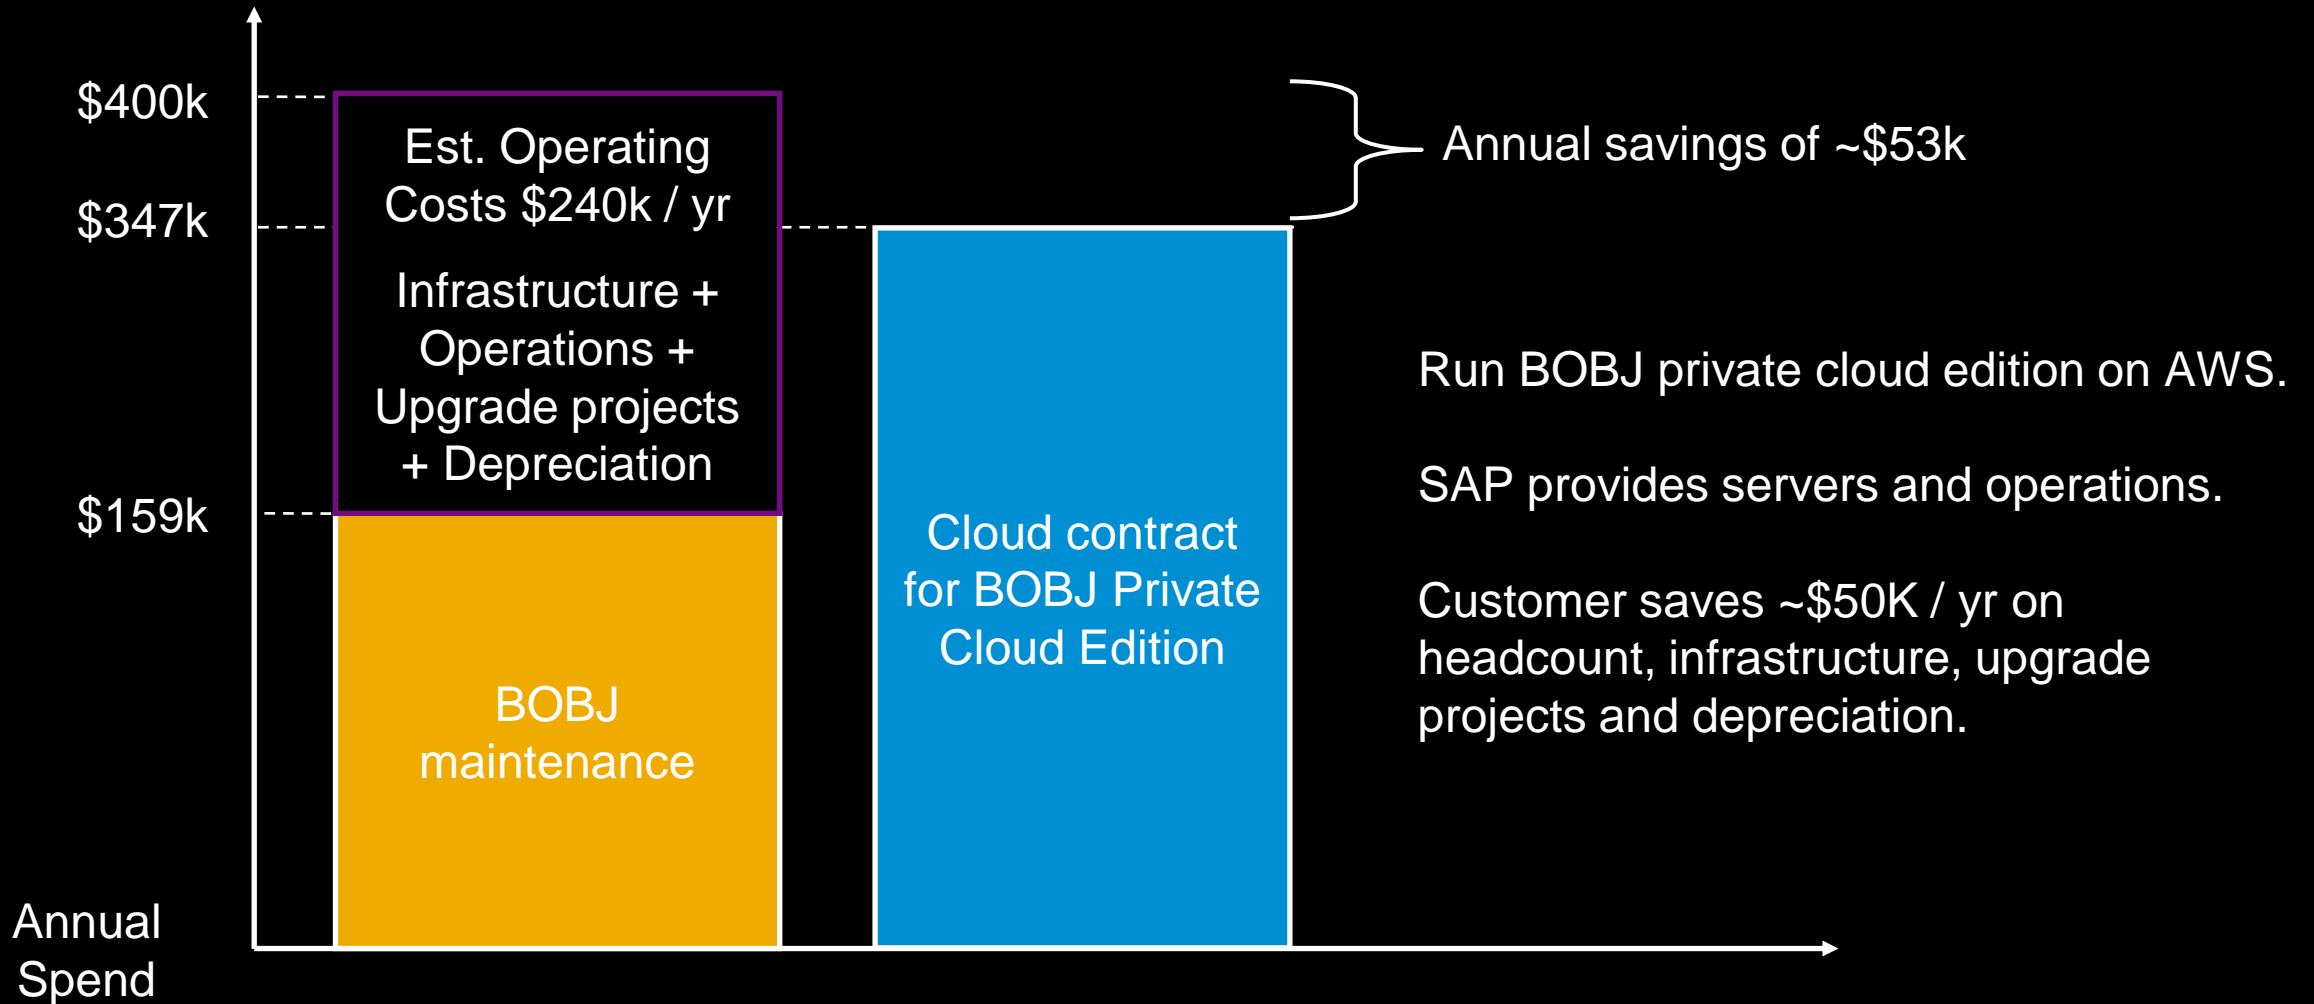 $400k
$347k
$159k
Annual
Spend
Est. Operating
Costs $240k / yr
Infrastructure +
Operations +
Upgrade projects
+ Depreciation
BOBJ
maintenance
Cloud contract
for BOBJ Private
Cloud Edition
Annual savings of ~$53k
Run BOBJ private cloud edition on AWS.
SAP provides servers and operations.
Customer saves ~$50K / yr on
headcount, infrastructure, upgrade
projects and depreciation.